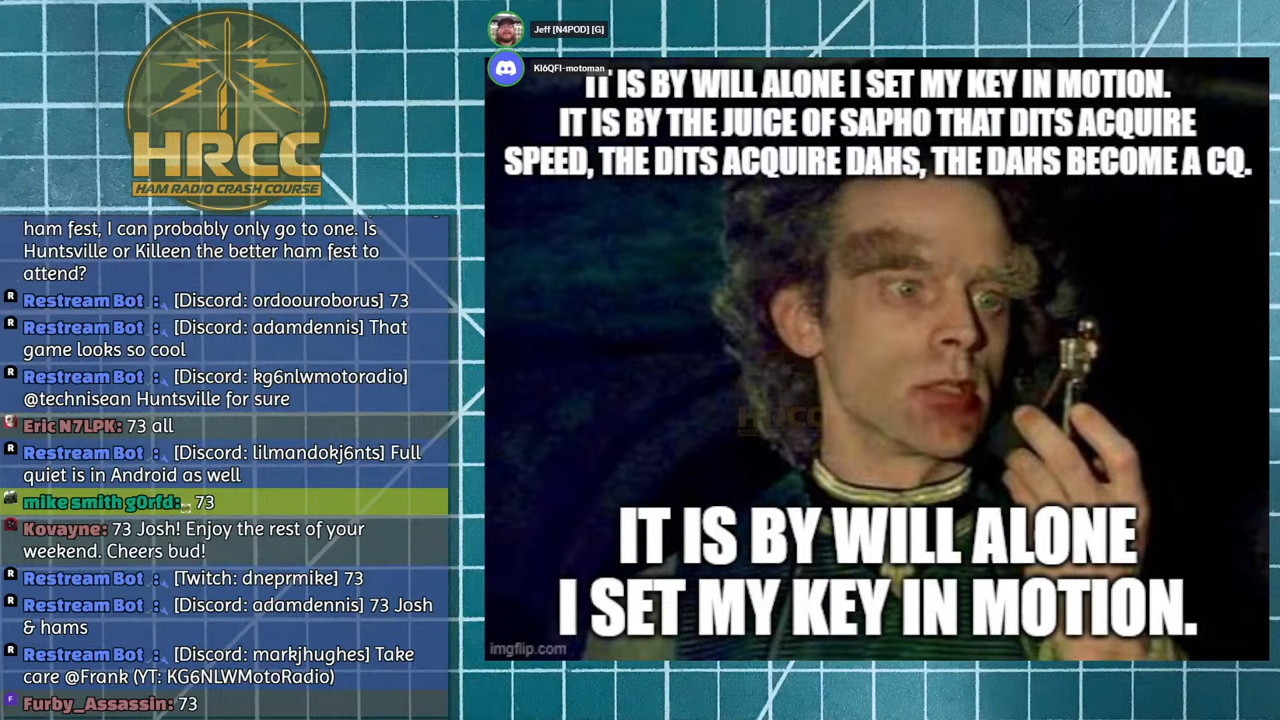 HRCC
HAM RADIO CRASH COURSE
ham fest, I can probably only go to one. Is
Huntsville or Killeen the better ham fest to
attend?
Restream Bot : [Discord: ordoouroborus] 73
Restream Bot : [Discord: adamdennis] That
game looks so cool
Restream Bot : [Discord: kg6nlwmotoradio]
@technisean Huntsville for sure
Eric N7LPK: 73 all
Restream Bot : [Discord: lilmandokj6nts] Full
quiet is in Android as well
mike smith g0rfd: 73
Kovayne: 73 Josh! Enjoy the rest of your
weekend. Cheers bud!
Restream Bot : [Twitch: dneprmike] 73
Restream Bot : [Discord: adamdennis] 73 Josh
& hams
Restream Bot : [Discord: markjhughes] Take
care @Frank (YT: KG6NLWMotoRadio)
Furby_Assassin: 73
Jeff [N4POD] [G]
KI6QFI-motoman
IT IS BY WILL ALONE I SET MY KEY IN MOTION.
IT IS BY THE JUICE OF SAPHO THAT DITS ACQUIRE
SPEED, THE DITS ACQUIRE DAHS, THE DAHS BECOME A CQ.
HRCC
IT IS BY WILL ALONE
I SET MY KEY IN MOTION.
imgflip.com